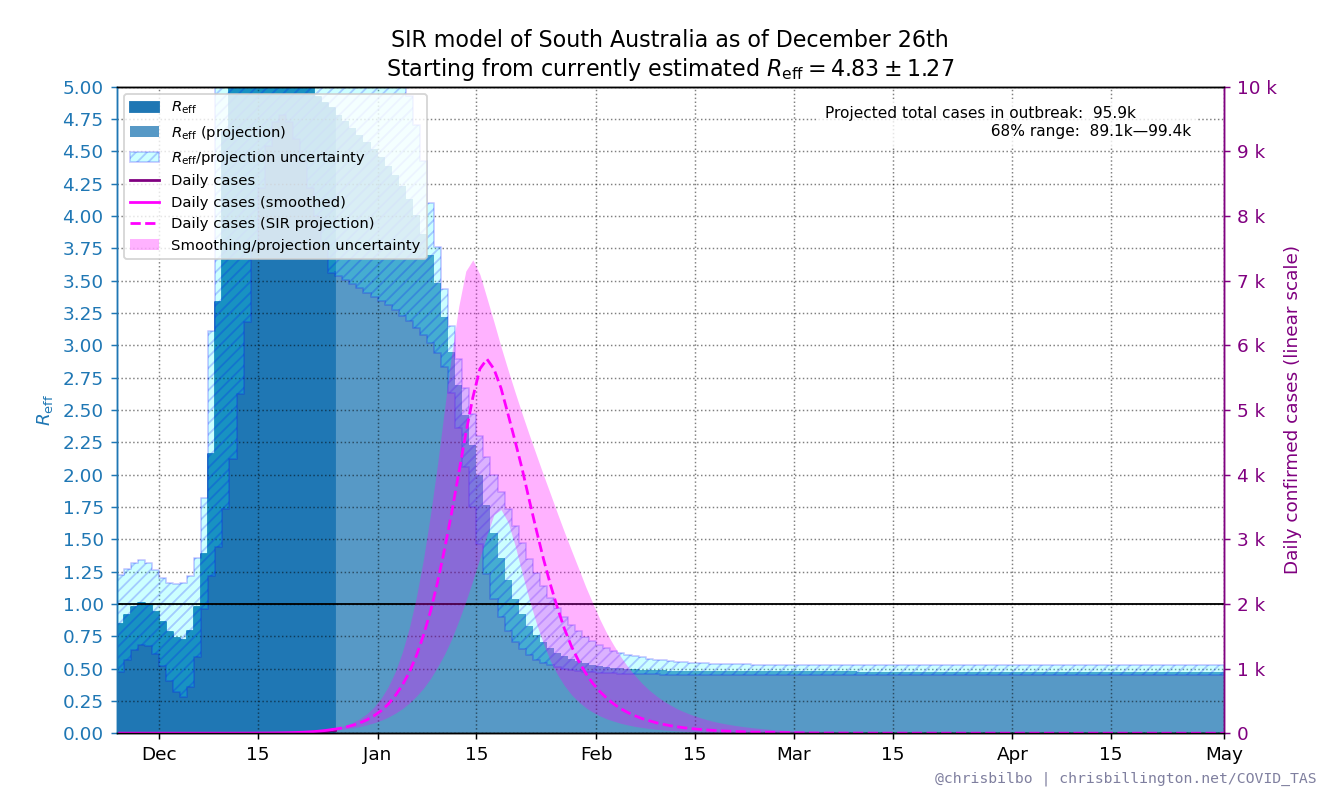 SIR model of South Australia as of December 26th
Starting from currently estimated R_eff = 4.83 ± 1.27
Projected total cases in outbreak: 95.9k
68% range: 89.1k—99.4k
R_eff
R_eff (projection)
R_eff/projection uncertainty
Daily cases
Daily cases (smoothed)
Daily cases (SIR projection)
Smoothing/projection uncertainty
5.00
4.75
4.50
4.25
4.00
3.75
3.50
3.25
3.00
2.75
2.50
2.25
2.00
1.75
1.50
1.25
1.00
0.75
0.50
0.25
0.00
R_eff
10 k
9 k
8 k
7 k
6 k
5 k
4 k
3 k
2 k
1 k
0
Daily confirmed cases (linear scale)
Dec 15 Jan 15 Feb 15 Mar 15 Apr 15 May
@chrisbilbo | chrisbillington.net/COVID_TAS